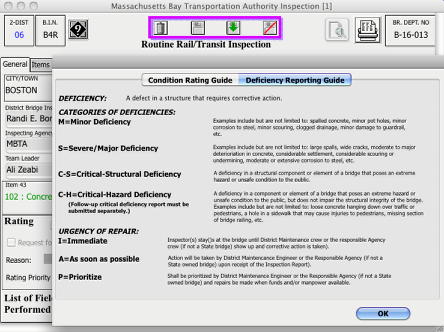 Massachusetts Bay Transportation Authority Inspection [1]
2-DIST
06
B.I.N.
B4R
BR. DEPT. NO
B-16-013
Routine Rail/Transit Inspection
General Items
CITY/TOWN
BOSTON
District Bridge Ins
Randi E. Bor
Inspecting Agency
MBTA
Team Leader
Ali Zeabi
Item 43
102 : Concre
Rating
Request fo
Reason:
Rating Priority
List of Fiel
Performed
Condition Rating Guide Deficiency Reporting Guide
DEFICIENCY: A defect in a structure that requires corrective action.
CATEGORIES OF DEFICIENCIES:
M=Minor Deficiency
Examples include but are not limited to: spalled concrete, minor pot holes, minor
corrosion to steel, minor scouring, clogged drainage, minor damage to guardrail,
etc.
S=Severe/Major Deficiency
Examples include but are not limited to: large spalls, wide cracks, moderate to major
deterioration in concrete, considerable settlement, considerable scouring or
undermining, moderate or extensive corrosion to steel, etc.
C-S=Critical-Structural Deficiency
A deficiency in a structural component or element of a bridge that poses an extreme
hazard or unsafe condition to the public.
C-H=Critical-Hazard Deficiency
(Follow-up critical deficiency report must be
submitted separately.)
A deficiency in a component or element of a bridge that poses an extreme hazard
or unsafe condition to the public, but does not impair the structural integrity of the bridge.
Examples include but are not limited to: loose concrete hanging down over traffic or
pedestrians, a hole in a sidewalk that may cause injuries to pedestrians, missing section
of bridge railing, etc.
URGENCY OF REPAIR:
I=Immediate
Inspector(s) stay()s at the bridge until District Maintenance crew or the responsible Agency
crew (if not a State owned bridge) show up and corrective action is taken).
A=As soon as possible
Action will be taken by District Maintenance Engineer or the Responsible Agency (if not a
State owned bridge) upon receipt of the Inspection Report).
P=Prioritize
Shall be prioritized by District Maintenance Engineer or the Responsible Agency (if not a
State owned bridge) and repairs be made when funds and/or manpower available.
OK